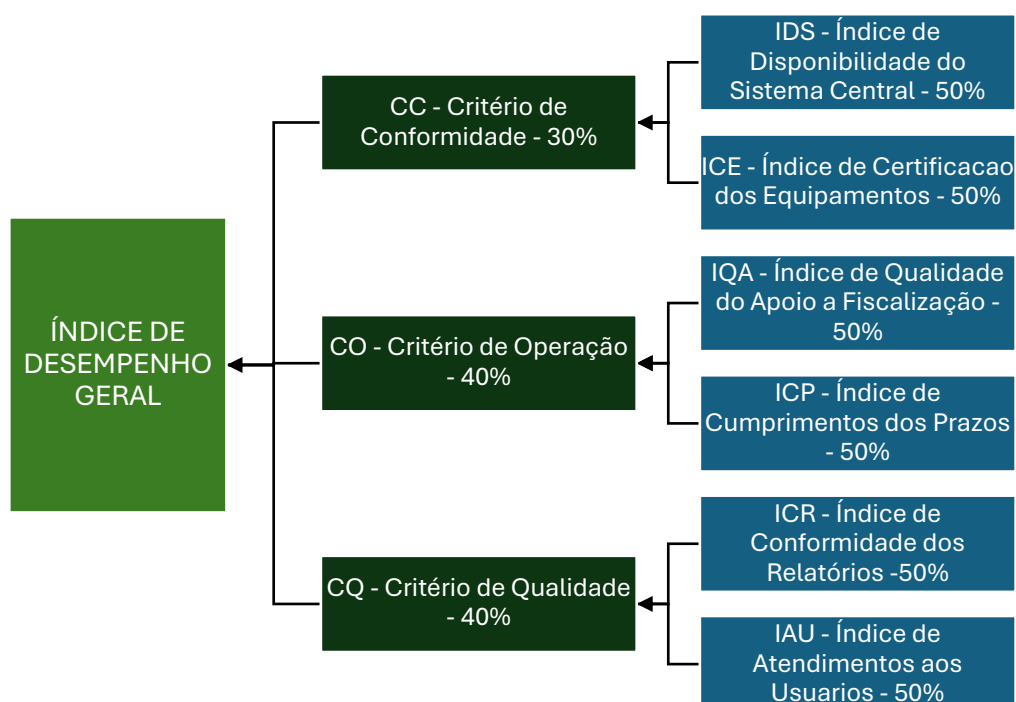 ÍNDICE DE
DESEMPENHO
GERAL
CC - Critério de
Conformidade - 30%
IDS - Índice de
Disponibilidade do
Sistema Central - 50%
ICE - Índice de Certificacao
dos Equipamentos - 50%
CO - Critério de Operação
- 40%
IQA - Índice de Qualidade
do Apoio a Fiscalização -
50%
ICP - Índice de
Cumprimentos dos Prazos
- 50%
CQ - Critério de Qualidade
- 40%
ICR - Índice de
Conformidade dos
Relatórios -50%
IAU - Índice de
Atendimentos aos
Usuarios - 50%